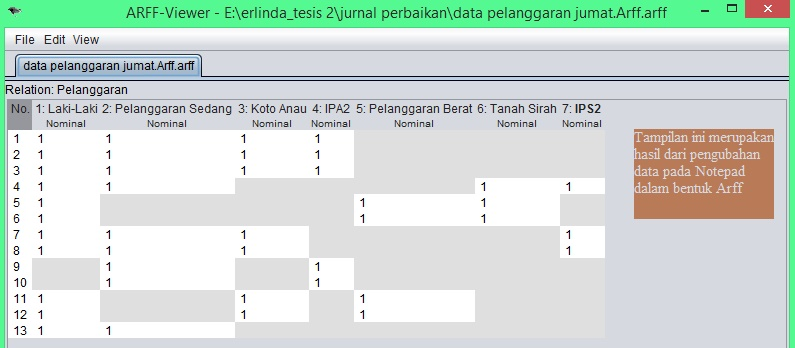 ARFF-Viewer - E:\erlinda_tesis 2\jurnal perbaikan\data pelanggaran jumat.Arff.arff
File Edit View
data pelanggaran jumat.Arff.arff
Relation: Pelanggaran
No. 1: Laki-Laki 2: Pelanggaran Sedang 3: Koto Anau 4: IPA2 5: Pelanggaran Berat 6: Tanah Sirah 7: IPS2
Nominal Nominal Nominal Nominal Nominal Nominal Nominal
1 1 1 1 1
2 1 1 1 1
3 1 1 1 1
4 1 1 1 1
5 1 1 1
6 1 1 1
7 1 1 1 1
8 1 1 1 1
9 1 1
10 1 1
11 1 1 1
12 1 1 1
13 1 1
Tampilan ini merupakan
hasil dari pengubahan
data pada Notepad
dalam bentuk Arff